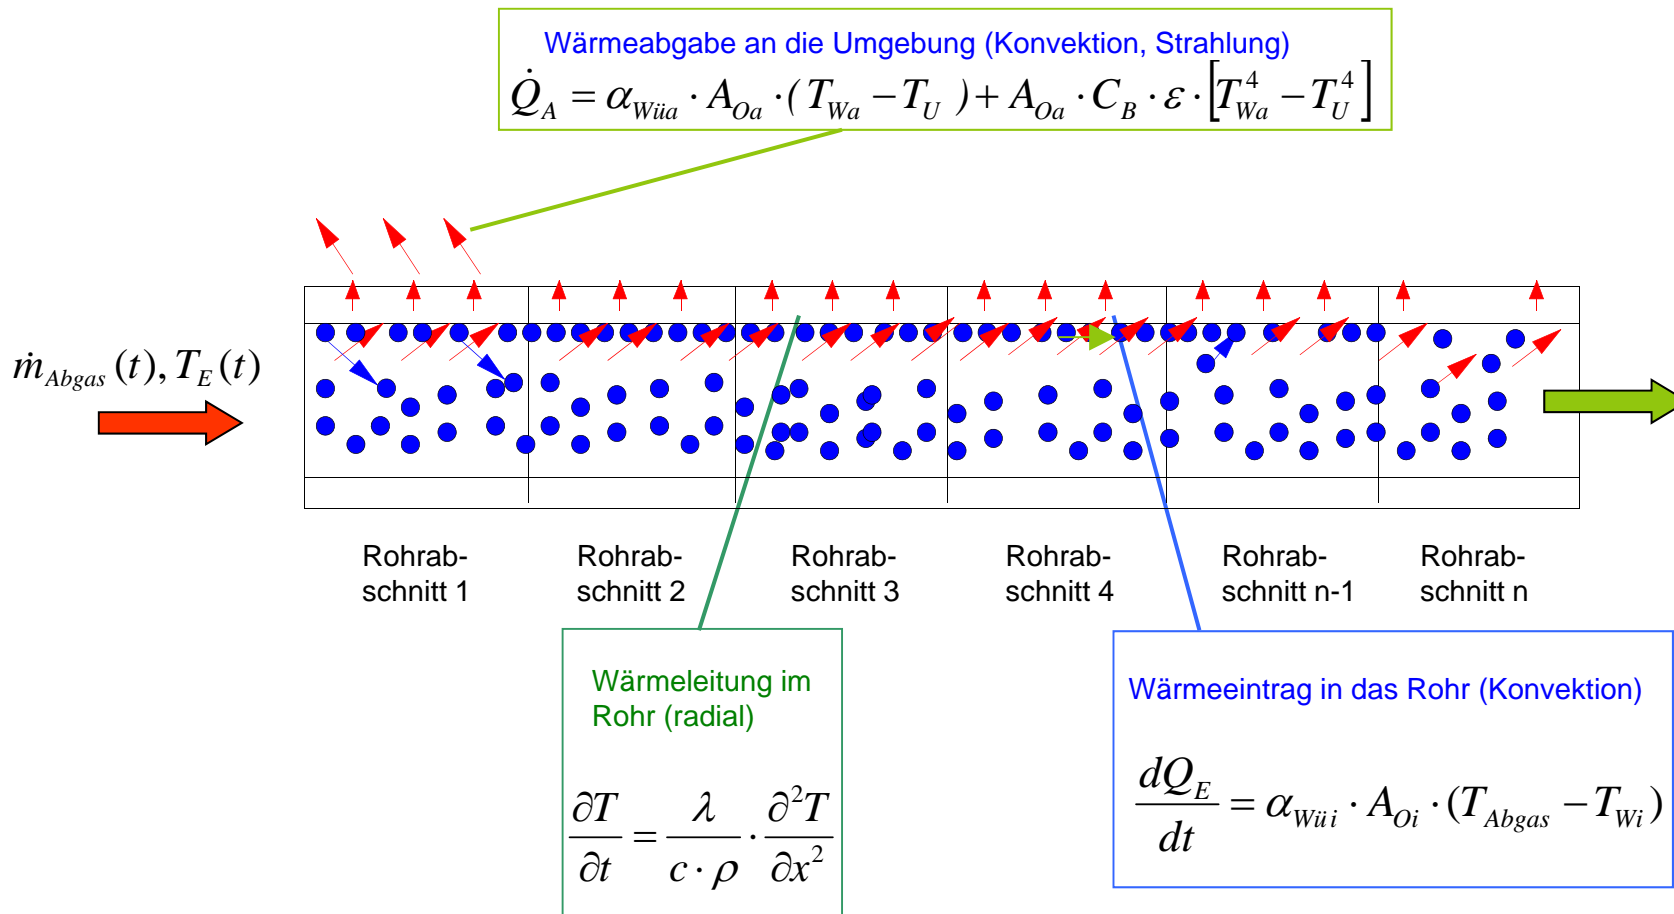 Wärmeabgabe an die Umgebung (Konvektion, Strahlung)
Q̇_A = α_Wüa · A_Oa · ( T_Wa − T_U ) + A_Oa · C_B · ε · [T_Wa^4 − T_U^4]
ṁ_Abgas (t), T_E (t)
Rohrab-
schnitt 1
Rohrab-
schnitt 2
Rohrab-
schnitt 3
Rohrab-
schnitt 4
Rohrab-
schnitt n-1
Rohrab-
schnitt n
Wärmeleitung im
Rohr (radial)
∂T/∂t = λ/(c · ρ) · ∂²T/∂x²
Wärmeeintrag in das Rohr (Konvektion)
dQ_E/dt = α_Wüi · A_Oi · (T_Abgas − T_Wi)